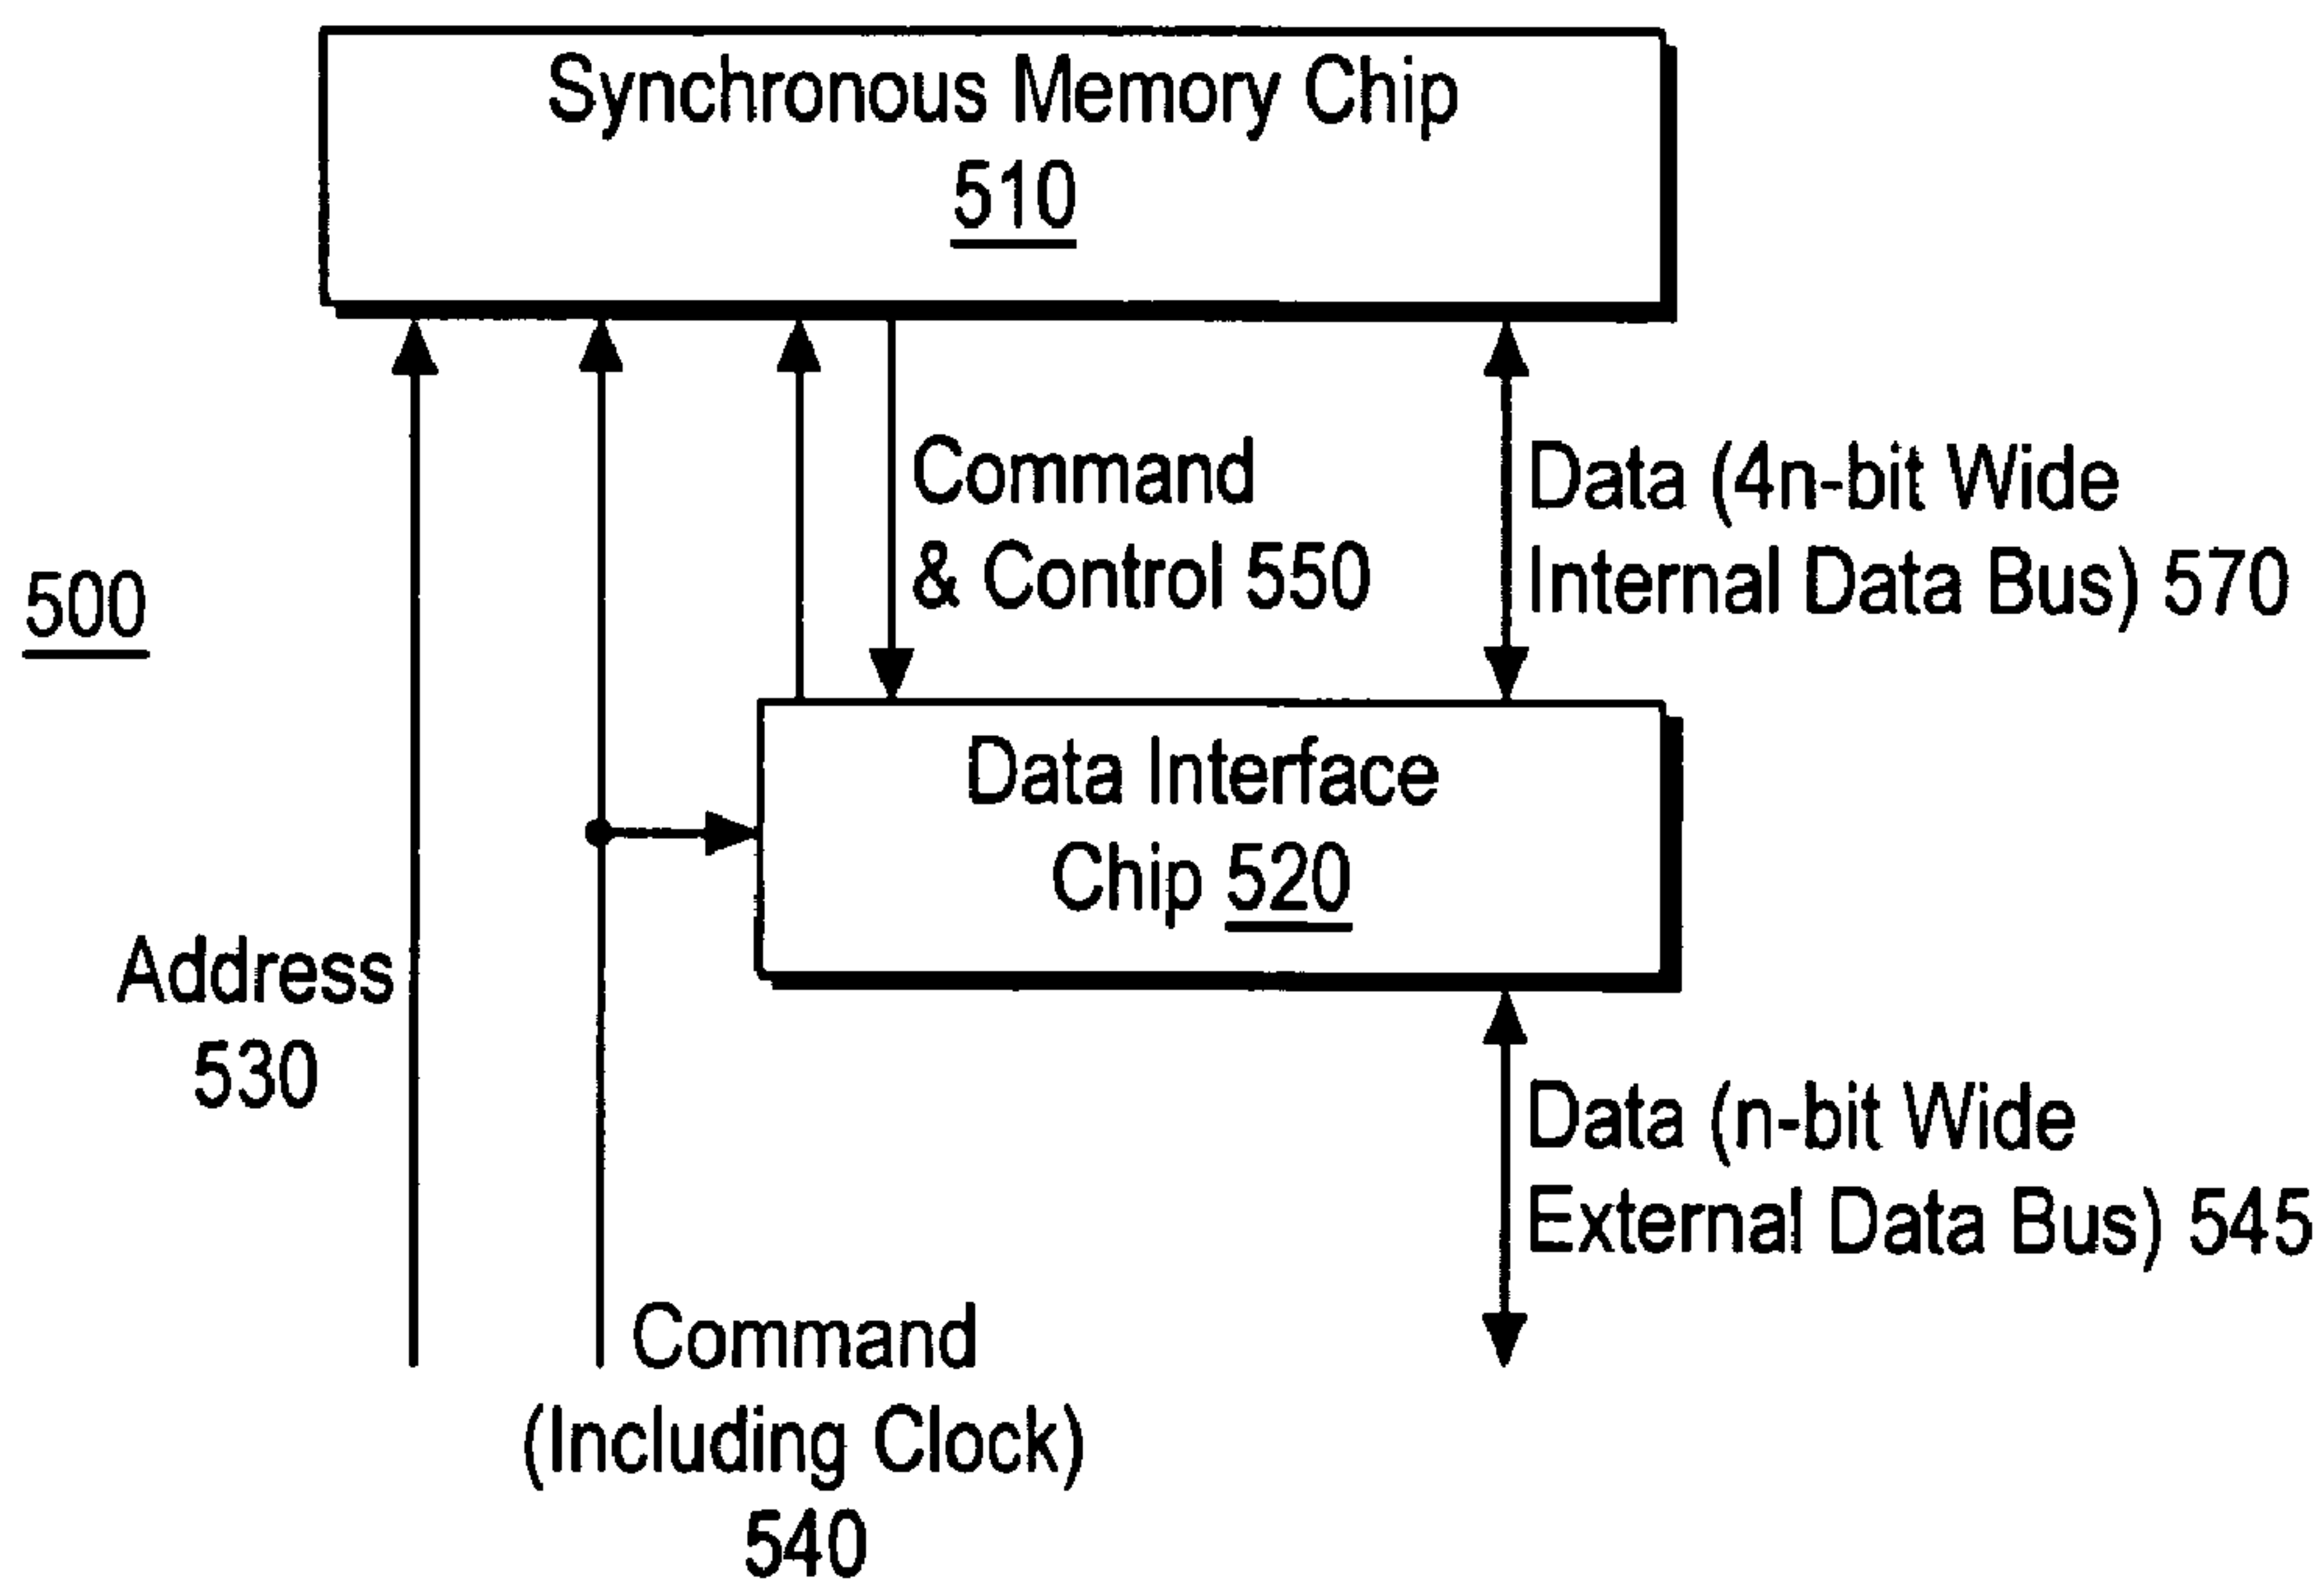 Synchronous Memory Chip
510
Command
& Control 550
Data (4n-bit Wide
Internal Data Bus) 570
500
Data Interface
Chip 520
Address
530
Data (n-bit Wide
External Data Bus) 545
Command
(Including Clock)
540